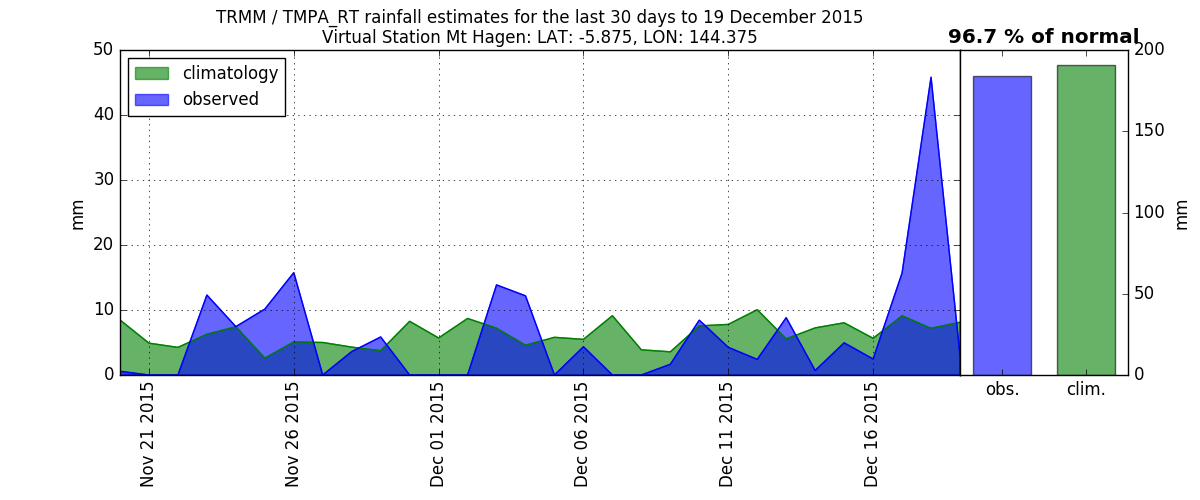 TRMM / TMPA_RT rainfall estimates for the last 30 days to 19 December 2015
Virtual Station Mt Hagen: LAT: -5.875, LON: 144.375
96.7 % of normal
climatology
observed
50
40
30
20
10
0
mm
Nov 21 2015
Nov 26 2015
Dec 01 2015
Dec 06 2015
Dec 11 2015
Dec 16 2015
200
150
100
50
0
mm
obs.
clim.